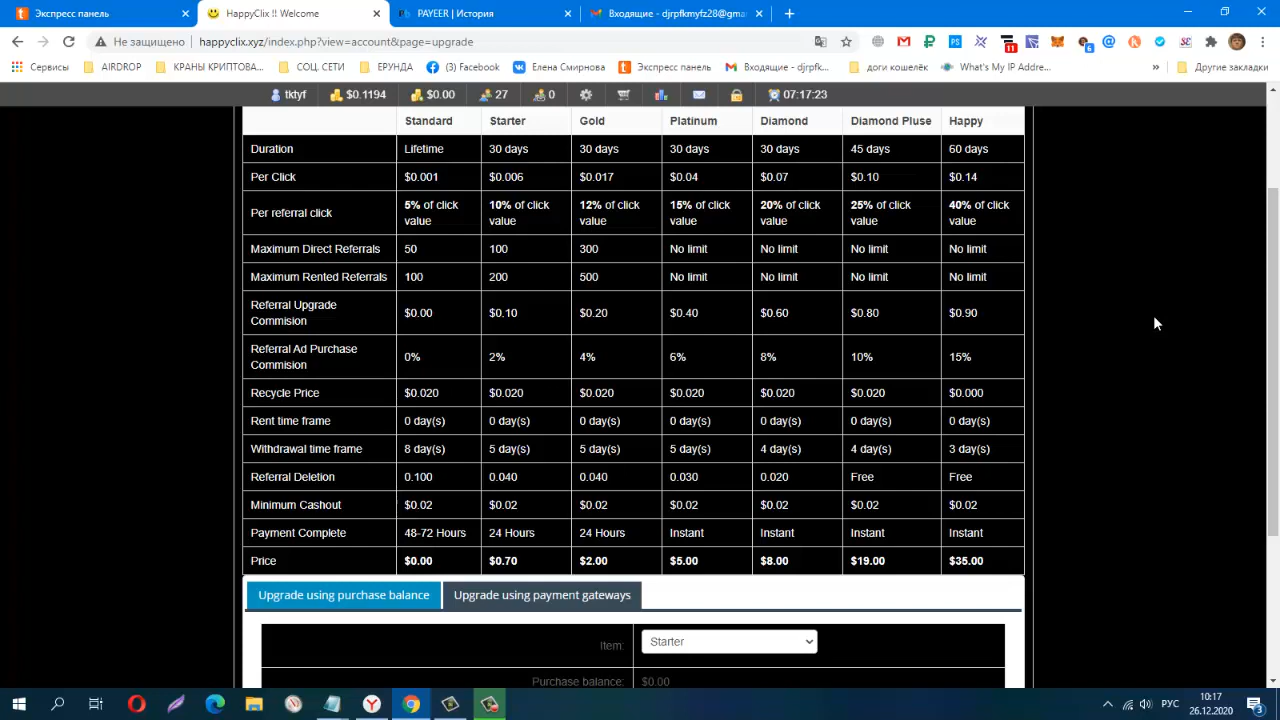 Экспресс панель
HappyClix !! Welcome
PAYEER | История
Входящие - djrpfkmyfz28@gma
Не защищено
happyclix.xyz/index.php?view=account&page=upgrade
11
6
Сервисы
AIRDROP
КРАНЫ КРИПТОВА...
СОЦ. СЕТИ
ЕРУНДА
(3) Facebook
Елена Смирнова
Экспресс панель
Входящие - djrpfk...
доги кошелёк
What's My IP Addre...
»
Другие закладки
tktyf $0.1194 $0.00 27 0 07:17:23
Standard Starter Gold Platinum Diamond Diamond Pluse Happy
Duration Lifetime 30 days 30 days 30 days 30 days 45 days 60 days
Per Click $0.001 $0.006 $0.017 $0.04 $0.07 $0.10 $0.14
Per referral click 5% of click value 10% of click value 12% of click value 15% of click value 20% of click value 25% of click value 40% of click value
Maximum Direct Referrals 50 100 300 No limit No limit No limit No limit
Maximum Rented Referrals 100 200 500 No limit No limit No limit No limit
Referral Upgrade Commision $0.00 $0.10 $0.20 $0.40 $0.60 $0.80 $0.90
Referral Ad Purchase Commision 0% 2% 4% 6% 8% 10% 15%
Recycle Price $0.020 $0.020 $0.020 $0.020 $0.020 $0.020 $0.000
Rent time frame 0 day(s) 0 day(s) 0 day(s) 0 day(s) 0 day(s) 0 day(s) 0 day(s)
Withdrawal time frame 8 day(s) 5 day(s) 5 day(s) 5 day(s) 4 day(s) 4 day(s) 3 day(s)
Referral Deletion 0.100 0.040 0.040 0.030 0.020 Free Free
Minimum Cashout $0.02 $0.02 $0.02 $0.02 $0.02 $0.02 $0.02
Payment Complete 48-72 Hours 24 Hours 24 Hours Instant Instant Instant Instant
Price $0.00 $0.70 $2.00 $5.00 $8.00 $19.00 $35.00
Upgrade using purchase balance
Upgrade using payment gateways
Item: Starter
Purchase balance: $0.00
РУС
10:17
26.12.2020
3